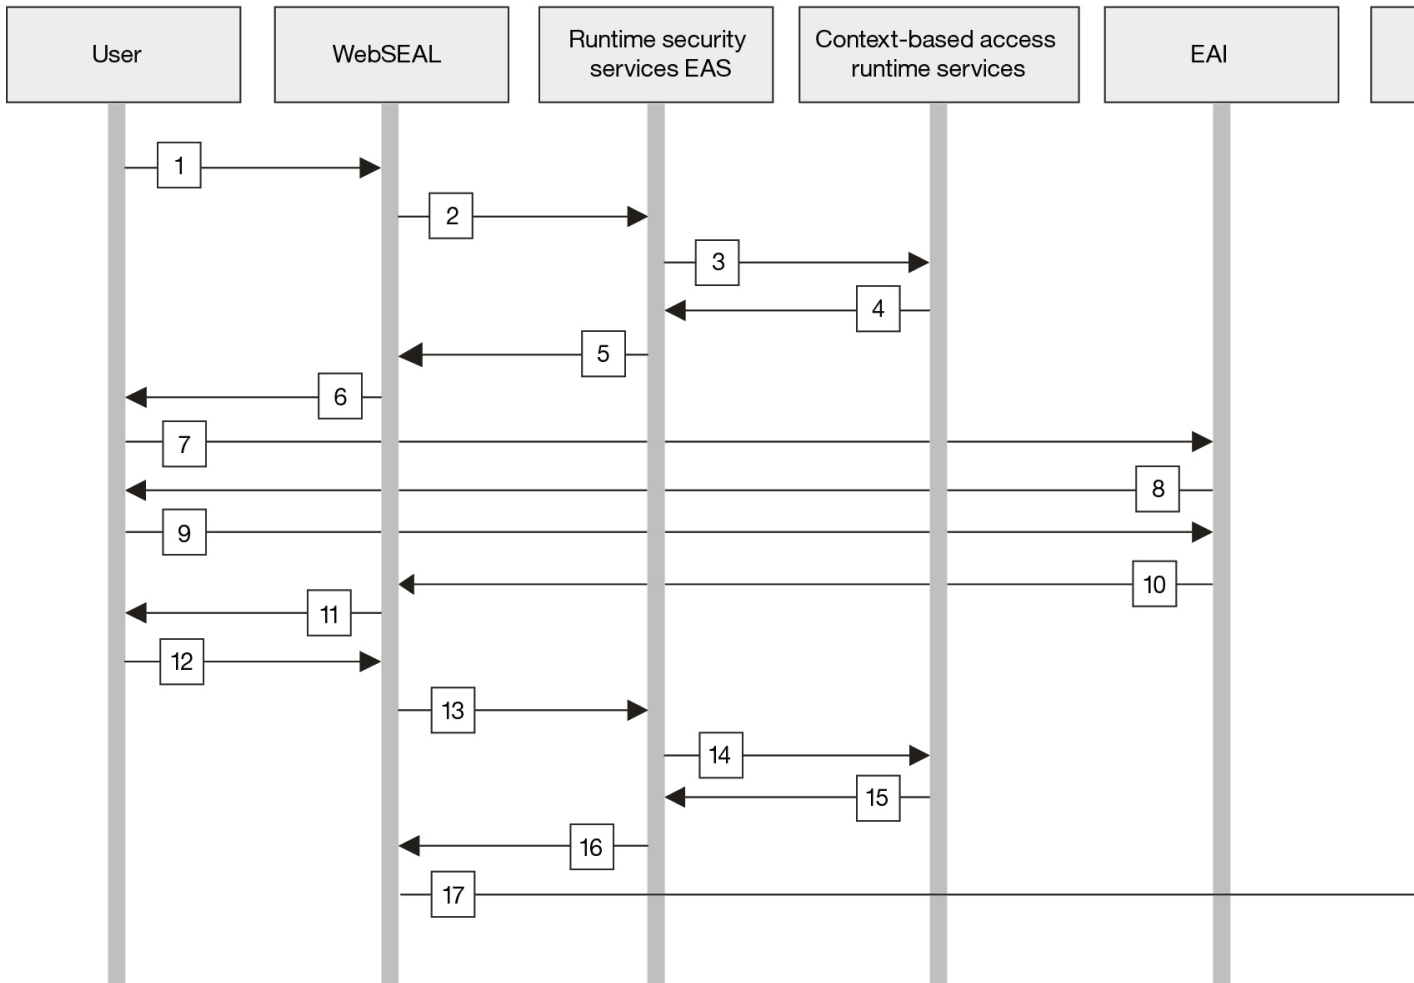 User
WebSEAL
Runtime security
services EAS
Context-based access
runtime services
EAI
1
2
3
4
5
6
7
8
9
10
11
12
13
14
15
16
17